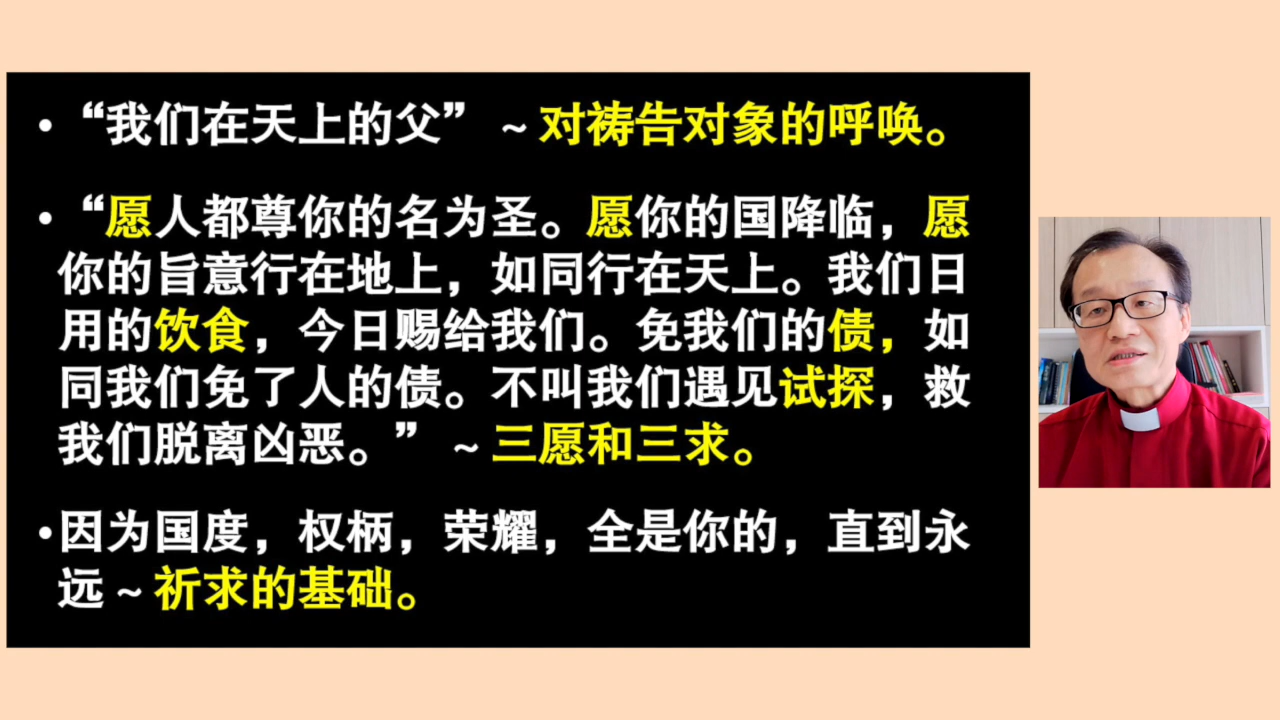 • “我们在天上的父” ~ 对祷告对象的呼唤。
• “愿人都尊你的名为圣。愿你的国降临，愿
你的旨意行在地上，如同行在天上。我们日
用的饮食，今日赐给我们。免我们的债，如
同我们免了人的债。不叫我们遇见试探，救
我们脱离凶恶。” ~ 三愿和三求。
• 因为国度，权柄，荣耀，全是你的，直到永
远 ~ 祈求的基础。